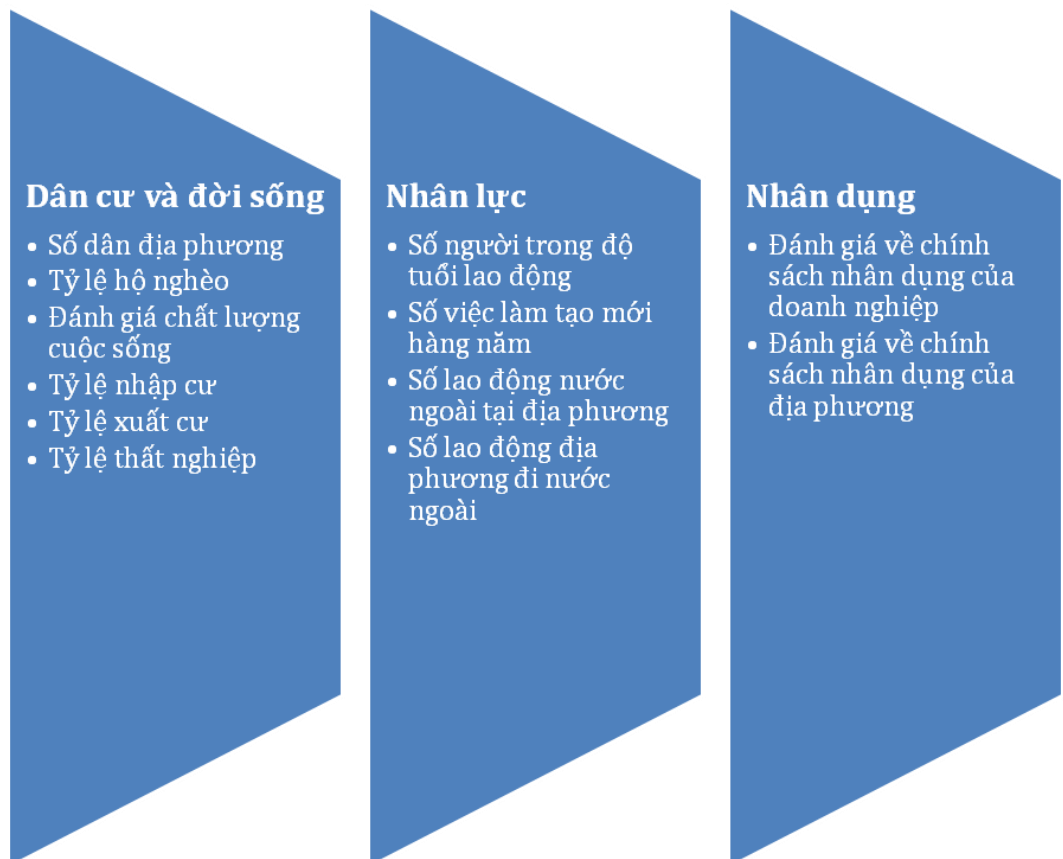 Dân cư và đời sống
• Số dân địa phương
• Tỷ lệ hộ nghèo
• Đánh giá chất lượng
cuộc sống
• Tỷ lệ nhập cư
• Tỷ lệ xuất cư
• Tỷ lệ thất nghiệp
Nhân lực
• Số người trong độ
tuổi lao động
• Số việc làm tạo mới
hàng năm
• Số lao động nước
ngoài tại địa phương
• Số lao động địa
phương đi nước
ngoài
Nhân dụng
• Đánh giá về chính
sách nhân dụng của
doanh nghiệp
• Đánh giá về chính
sách nhân dụng của
địa phương